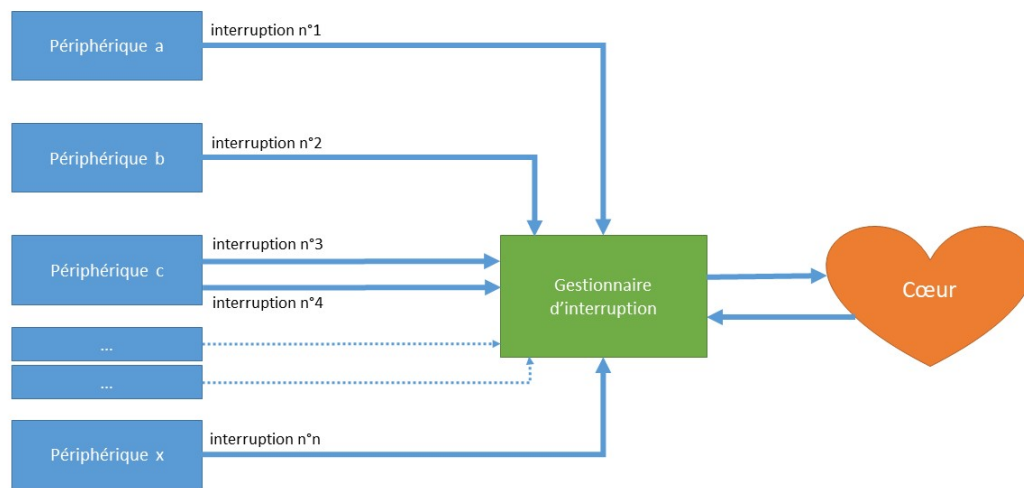 Périphérique a
interruption n°1
Périphérique b
interruption n°2
Périphérique c
interruption n°3
interruption n°4
...
...
Périphérique x
interruption n°n
Gestionnaire
d'interruption
Cœur